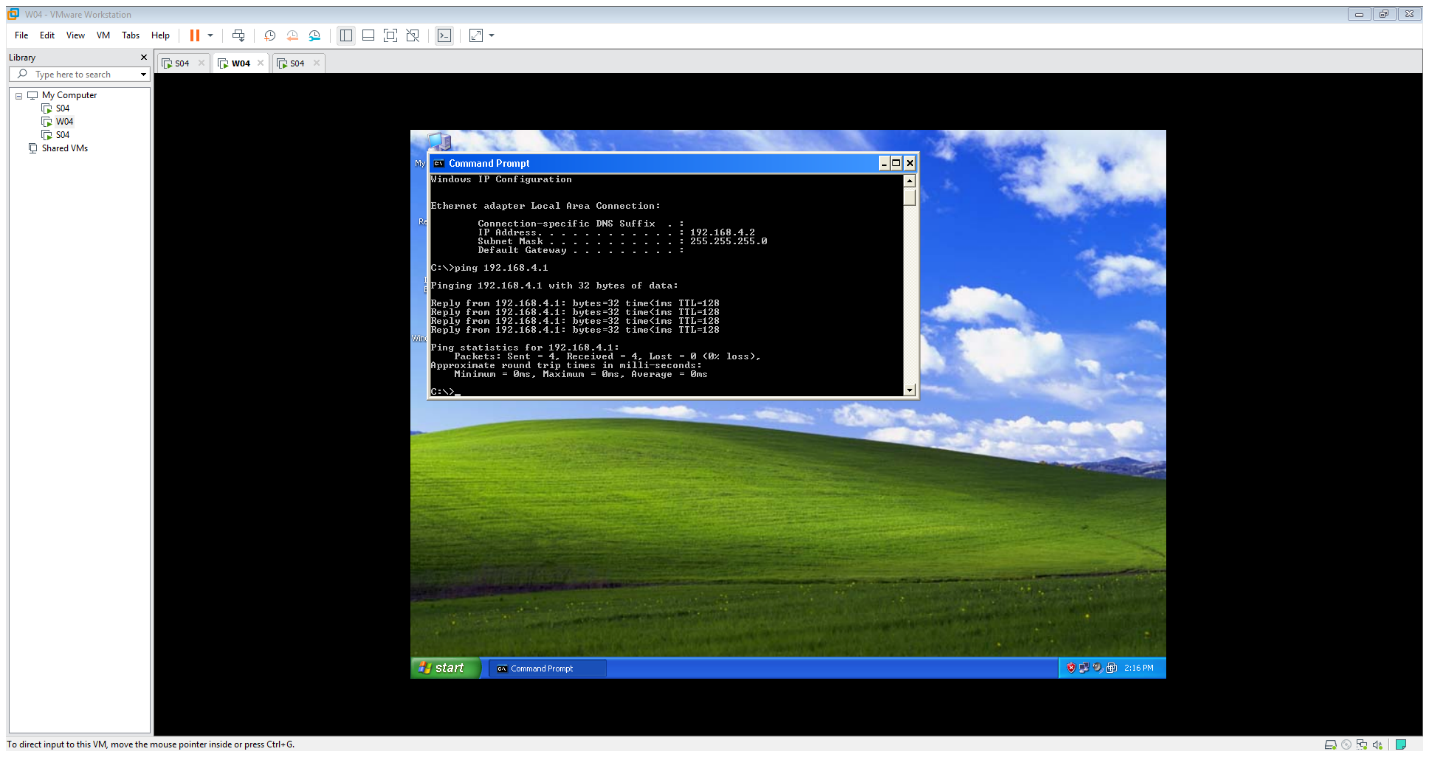 W04 - VMware Workstation
File Edit View VM Tabs Help
Library
Type here to search
My Computer
S04
W04
S04
Shared VMs
S04 W04 S04
My
Re
Command Prompt
Windows IP Configuration
Ethernet adapter Local Area Connection:
Connection-specific DNS Suffix . :
IP Address. . . . . . . . . . . . : 192.168.4.2
Subnet Mask . . . . . . . . . . . : 255.255.255.0
Default Gateway . . . . . . . . . :
C:\>ping 192.168.4.1
Pinging 192.168.4.1 with 32 bytes of data:
Reply from 192.168.4.1: bytes=32 time<1ms TTL=128
Reply from 192.168.4.1: bytes=32 time<1ms TTL=128
Reply from 192.168.4.1: bytes=32 time<1ms TTL=128
Reply from 192.168.4.1: bytes=32 time<1ms TTL=128
Ping statistics for 192.168.4.1:
Packets: Sent = 4, Received = 4, Lost = 0 (0% loss),
Approximate round trip times in milli-seconds:
Minimum = 0ms, Maximum = 0ms, Average = 0ms
C:\>_
start
Command Prompt
2:16 PM
To direct input to this VM, move the mouse pointer inside or press Ctrl+G.